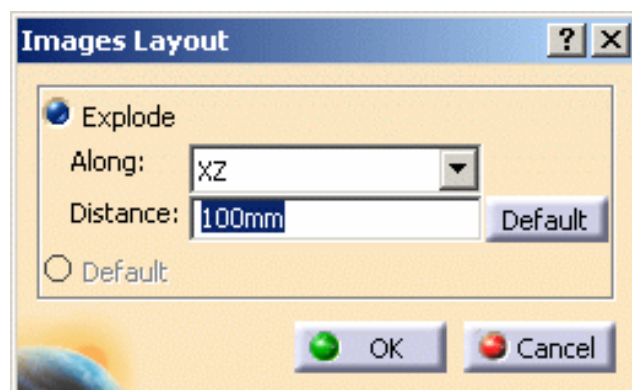 Images Layout
Explode
Along: XZ
Distance: 100mm Default
Default
OK Cancel